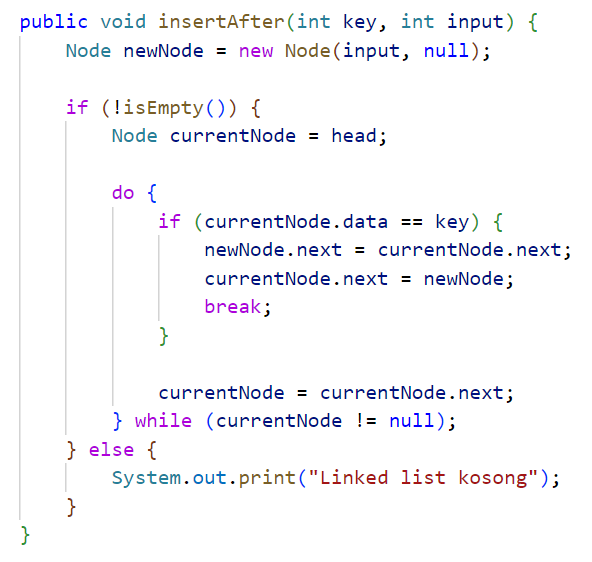 public void insertAfter(int key, int input) {
    Node newNode = new Node(input, null);

    if (!isEmpty()) {
        Node currentNode = head;

        do {
            if (currentNode.data == key) {
                newNode.next = currentNode.next;
                currentNode.next = newNode;
                break;
            }

            currentNode = currentNode.next;
        } while (currentNode != null);
    } else {
        System.out.print("Linked list kosong");
    }
}